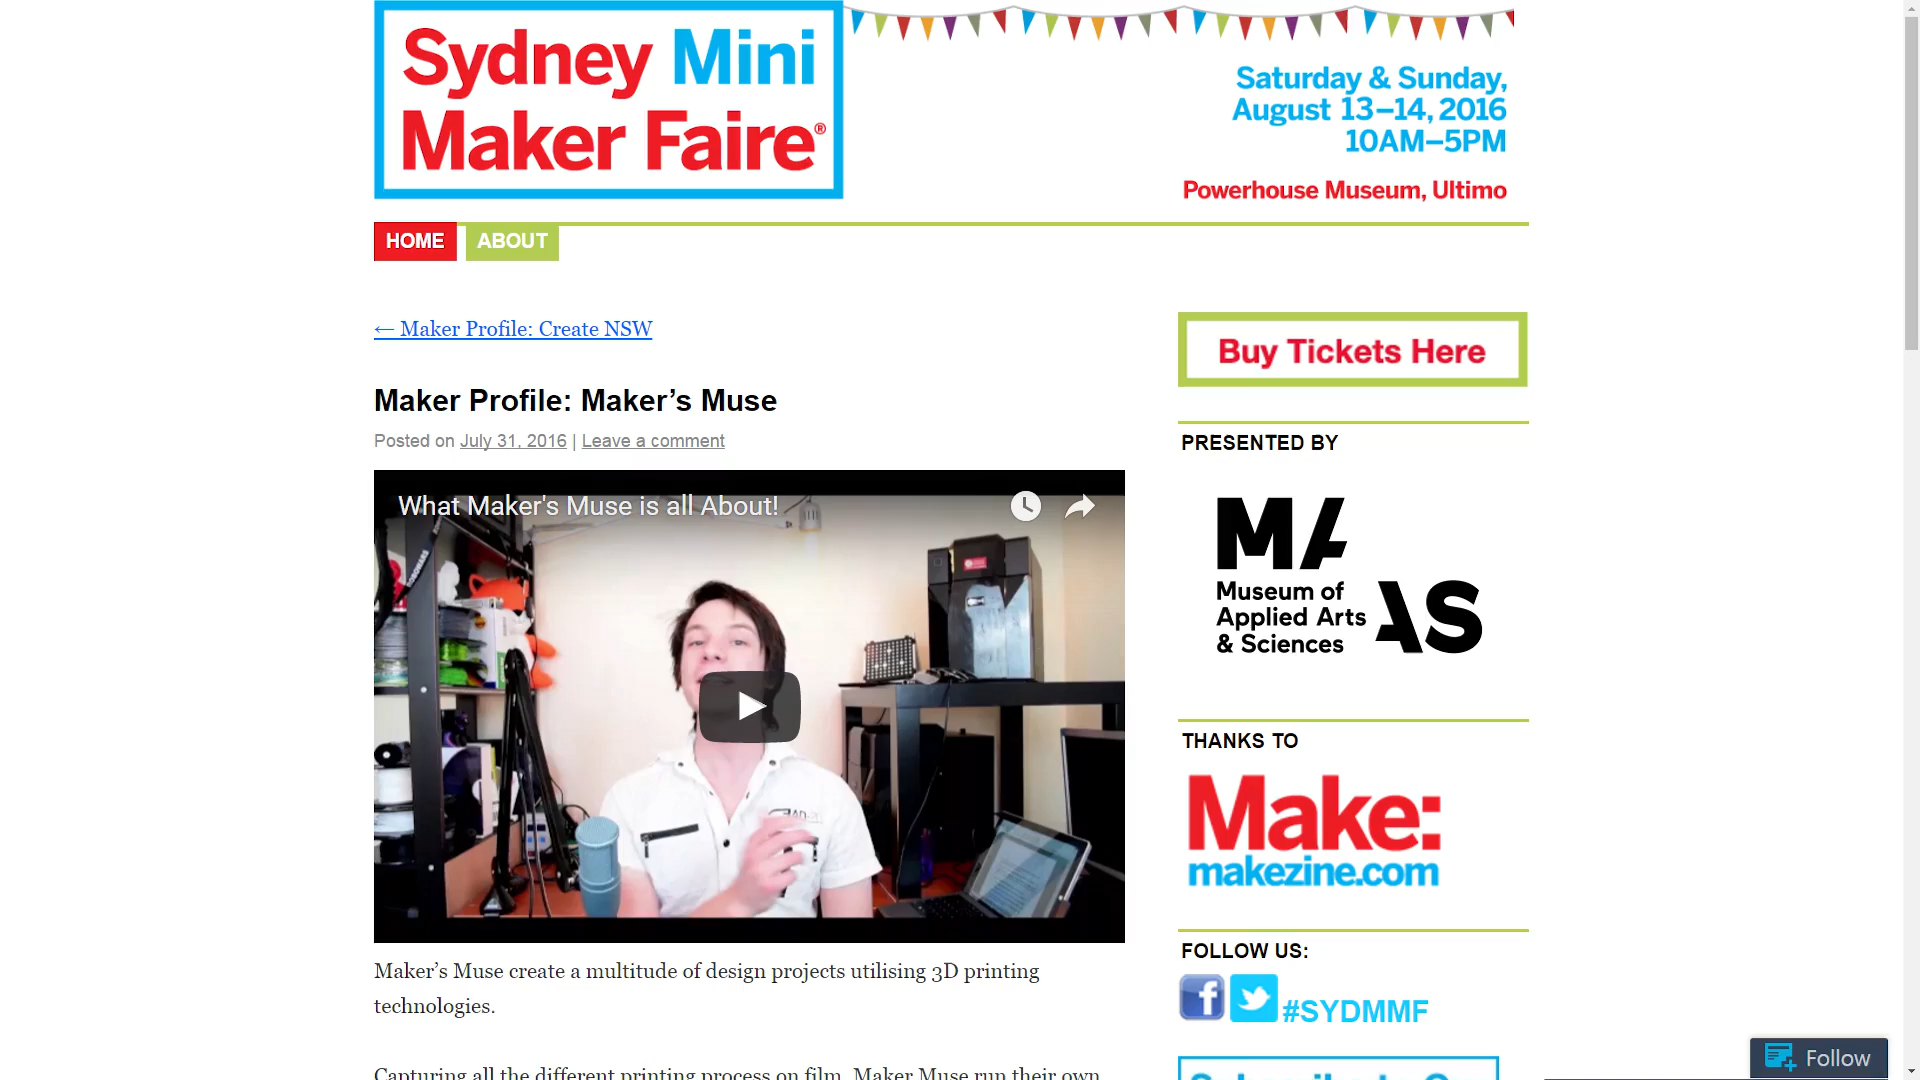 Sydney Mini
Maker Faire®
Saturday & Sunday,
August 13–14, 2016
10AM–5PM
Powerhouse Museum, Ultimo
HOME
ABOUT
← Maker Profile: Create NSW
Maker Profile: Maker’s Muse
Posted on July 31, 2016 | Leave a comment
What Maker's Muse is all About!
Maker’s Muse create a multitude of design projects utilising 3D printing
technologies.
Capturing all the different printing process on film, Maker Muse run their own
Buy Tickets Here
PRESENTED BY
MA
Museum of
Applied Arts
& Sciences
AS
THANKS TO
Make:
makezine.com
FOLLOW US:
#SYDMMF
Follow